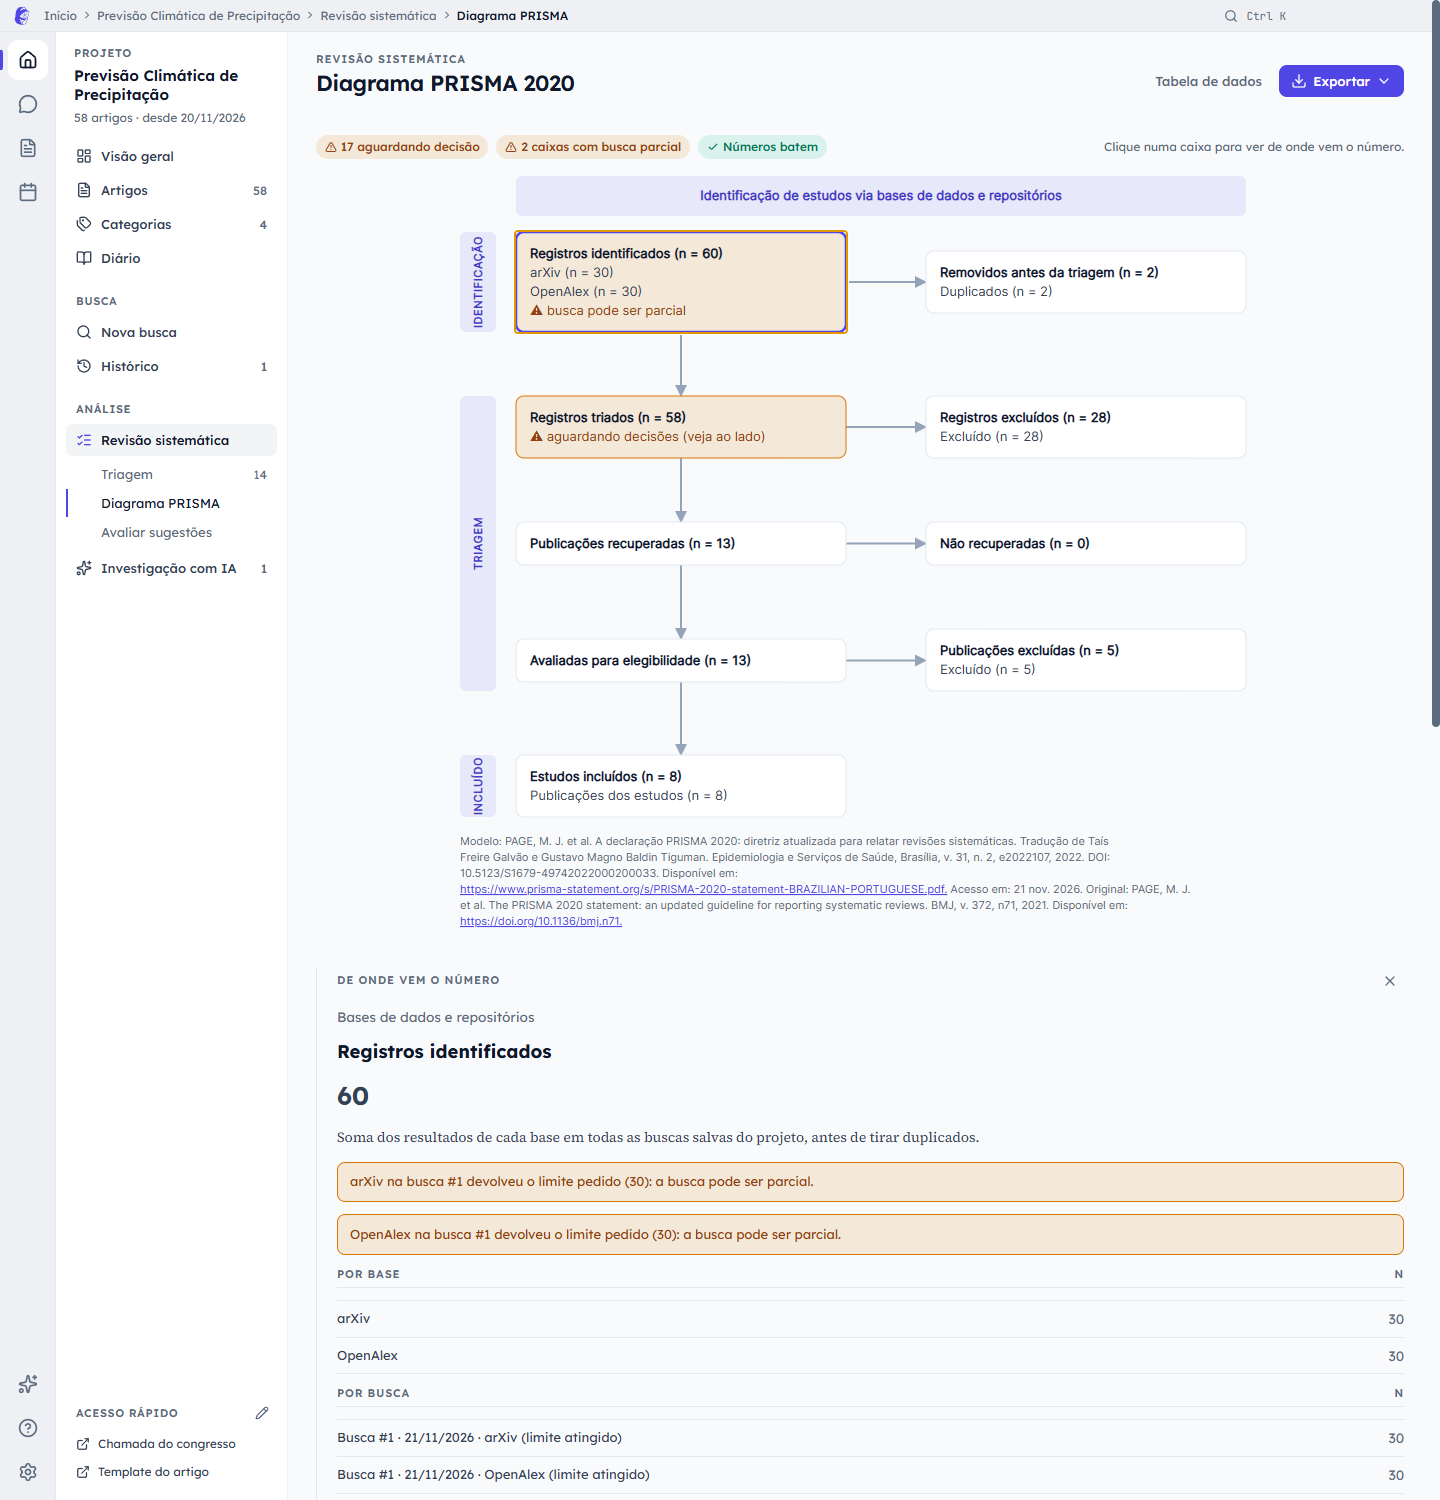 Início > Previsão Climática de Precipitação > Revisão sistemática > Diagrama PRISMA
Ctrl K
PROJETO
Previsão Climática de
Precipitação
58 artigos · desde 20/11/2026
Visão geral
Artigos 58
Categorias 4
Diário
BUSCA
Nova busca
Histórico 1
ANÁLISE
Revisão sistemática
Triagem 14
Diagrama PRISMA
Avaliar sugestões
Investigação com IA 1
ACESSO RÁPIDO
Chamada do congresso
Template do artigo
REVISÃO SISTEMÁTICA
Diagrama PRISMA 2020
Tabela de dados
Exportar
17 aguardando decisão
2 caixas com busca parcial
Números batem
Clique numa caixa para ver de onde vem o número.
Identificação de estudos via bases de dados e repositórios
IDENTIFICAÇÃO
Registros identificados (n = 60)
arXiv (n = 30)
OpenAlex (n = 30)
⚠ busca pode ser parcial
Removidos antes da triagem (n = 2)
Duplicados (n = 2)
TRIAGEM
Registros triados (n = 58)
⚠ aguardando decisões (veja ao lado)
Registros excluídos (n = 28)
Excluído (n = 28)
Publicações recuperadas (n = 13)
Não recuperadas (n = 0)
Avaliadas para elegibilidade (n = 13)
Publicações excluídas (n = 5)
Excluído (n = 5)
INCLUÍDO
Estudos incluídos (n = 8)
Publicações dos estudos (n = 8)
Modelo: PAGE, M. J. et al. A declaração PRISMA 2020: diretriz atualizada para relatar revisões sistemáticas. Tradução de Taís
Freire Galvão e Gustavo Magno Baldin Tiguman. Epidemiologia e Serviços de Saúde, Brasília, v. 31, n. 2, e2022107, 2022. DOI:
10.5123/S1679-49742022000200033. Disponível em:
https://www.prisma-statement.org/s/PRISMA-2020-statement-BRAZILIAN-PORTUGUESE.pdf. Acesso em: 21 nov. 2026. Original: PAGE, M. J.
et al. The PRISMA 2020 statement: an updated guideline for reporting systematic reviews. BMJ, v. 372, n71, 2021. Disponível em:
https://doi.org/10.1136/bmj.n71.
DE ONDE VEM O NÚMERO
Bases de dados e repositórios
Registros identificados
60
Soma dos resultados de cada base em todas as buscas salvas do projeto, antes de tirar duplicados.
arXiv na busca #1 devolveu o limite pedido (30): a busca pode ser parcial.
OpenAlex na busca #1 devolveu o limite pedido (30): a busca pode ser parcial.
POR BASE N
arXiv 30
OpenAlex 30
POR BUSCA N
Busca #1 · 21/11/2026 · arXiv (limite atingido) 30
Busca #1 · 21/11/2026 · OpenAlex (limite atingido) 30